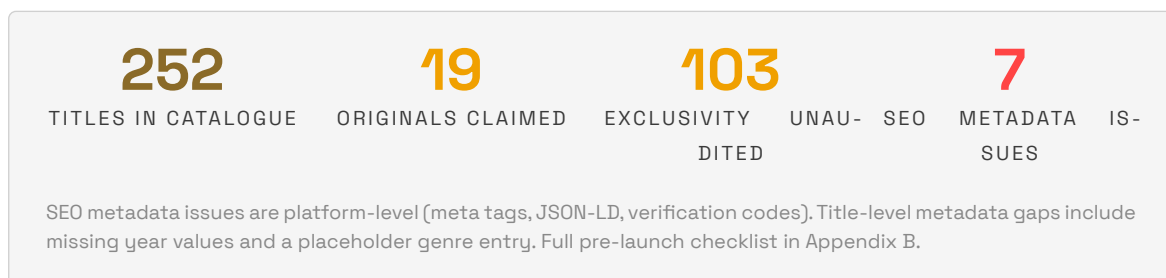 252 19 103 7
TITLES IN CATALOGUE ORIGINALS CLAIMED EXCLUSIVITY UNAU- SEO METADATA IS-
DITED SUES
SEO metadata issues are platform-level (meta tags, JSON-LD, verification codes). Title-level metadata gaps include
missing year values and a placeholder genre entry. Full pre-launch checklist in Appendix B.